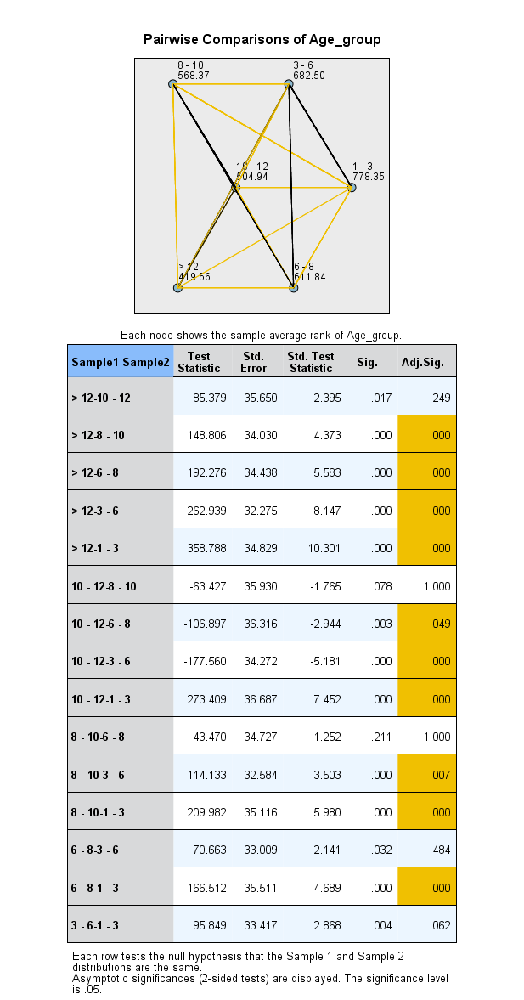 Pairwise Comparisons of Age_group
8 - 10
568.37
3 - 6
682.50
10 - 12
504.94
1 - 3
778.35
> 12
419.56
6 - 8
611.84
Each node shows the sample average rank of Age_group.
Sample1-Sample2 Test Statistic Std. Error Std. Test Statistic Sig. Adj.Sig.
> 12-10 - 12 85.379 35.650 2.395 .017 .249
> 12-8 - 10 148.806 34.030 4.373 .000 .000
> 12-6 - 8 192.276 34.438 5.583 .000 .000
> 12-3 - 6 262.939 32.275 8.147 .000 .000
> 12-1 - 3 358.788 34.829 10.301 .000 .000
10 - 12-8 - 10 -63.427 35.930 -1.765 .078 1.000
10 - 12-6 - 8 -106.897 36.316 -2.944 .003 .049
10 - 12-3 - 6 -177.560 34.272 -5.181 .000 .000
10 - 12-1 - 3 273.409 36.687 7.452 .000 .000
8 - 10-6 - 8 43.470 34.727 1.252 .211 1.000
8 - 10-3 - 6 114.133 32.584 3.503 .000 .007
8 - 10-1 - 3 209.982 35.116 5.980 .000 .000
6 - 8-3 - 6 70.663 33.009 2.141 .032 .484
6 - 8-1 - 3 166.512 35.511 4.689 .000 .000
3 - 6-1 - 3 95.849 33.417 2.868 .004 .062
Each row tests the null hypothesis that the Sample 1 and Sample 2
distributions are the same.
Asymptotic significances (2-sided tests) are displayed. The significance level
is .05.